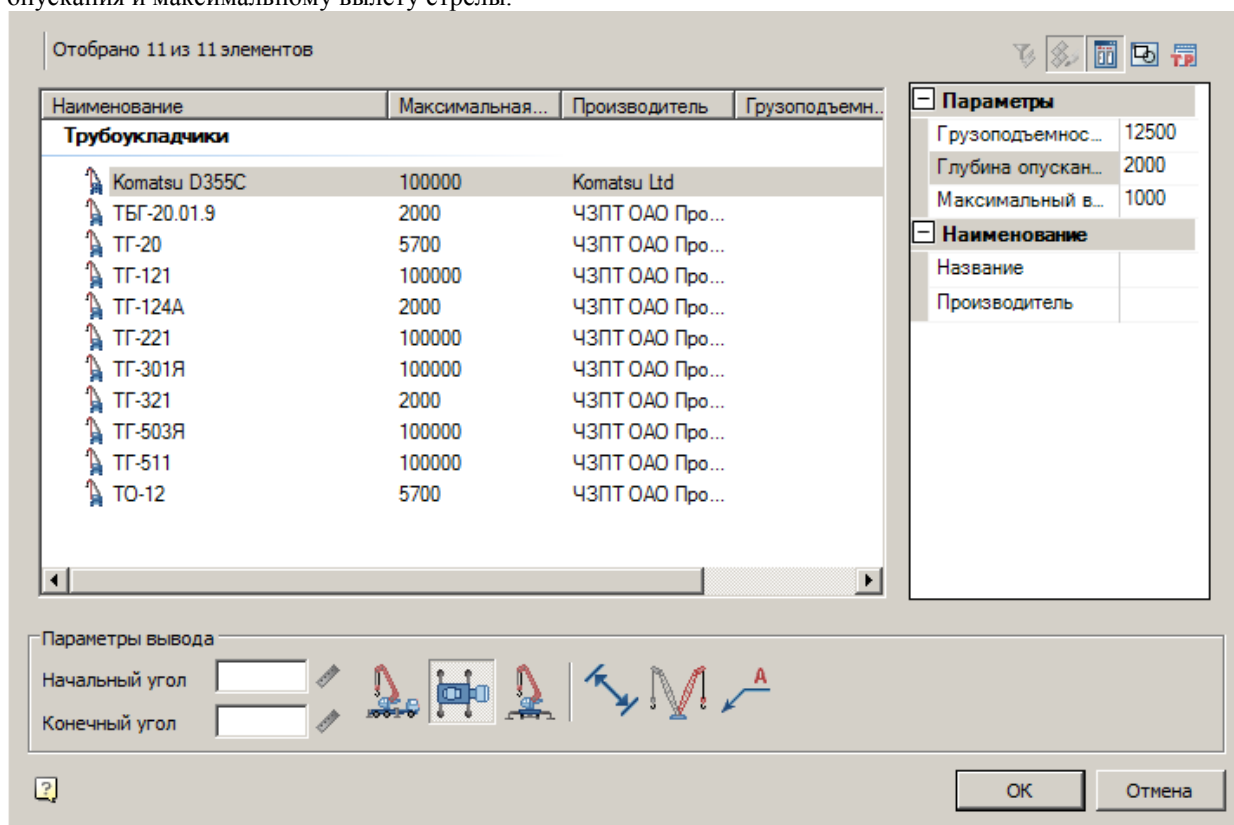 опускания и максимальному вылету стрелы.
Отобрано 11 из 11 элементов
T.P
Наименование Максимальная... Производитель Грузоподъемн..
Трубоукладчики
Komatsu D355C 100000 Komatsu Ltd
ТБГ-20.01.9 2000 ЧЗПТ ОАО Про...
ТГ-20 5700 ЧЗПТ ОАО Про...
ТГ-121 100000 ЧЗПТ ОАО Про...
ТГ-124А 2000 ЧЗПТ ОАО Про...
ТГ-221 100000 ЧЗПТ ОАО Про...
ТГ-301Я 100000 ЧЗПТ ОАО Про...
ТГ-321 2000 ЧЗПТ ОАО Про...
ТГ-503Я 100000 ЧЗПТ ОАО Про...
ТГ-511 100000 ЧЗПТ ОАО Про...
ТО-12 5700 ЧЗПТ ОАО Про...
Параметры
Грузоподъемнос... 12500
Глубина опускан... 2000
Максимальный в... 1000
Наименование
Название
Производитель
Параметры вывода
Начальный угол
Конечный угол
A
?
ОК Отмена